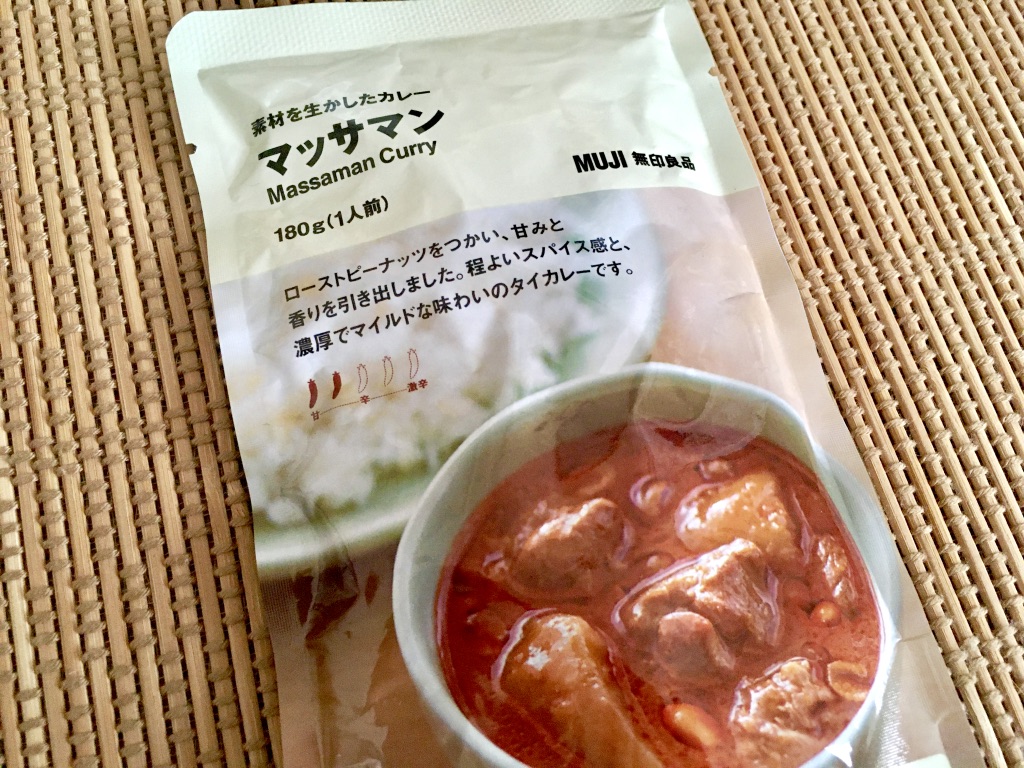 素材を生かしたカレー
マッサマン
Massaman Curry
MUJI 無印良品
180g(1人前)
ローストピーナッツをつかい、甘みと
香りを引き出しました。程よいスパイス感と、
濃厚でマイルドな味わいのタイカレーです。
甘 辛 激辛